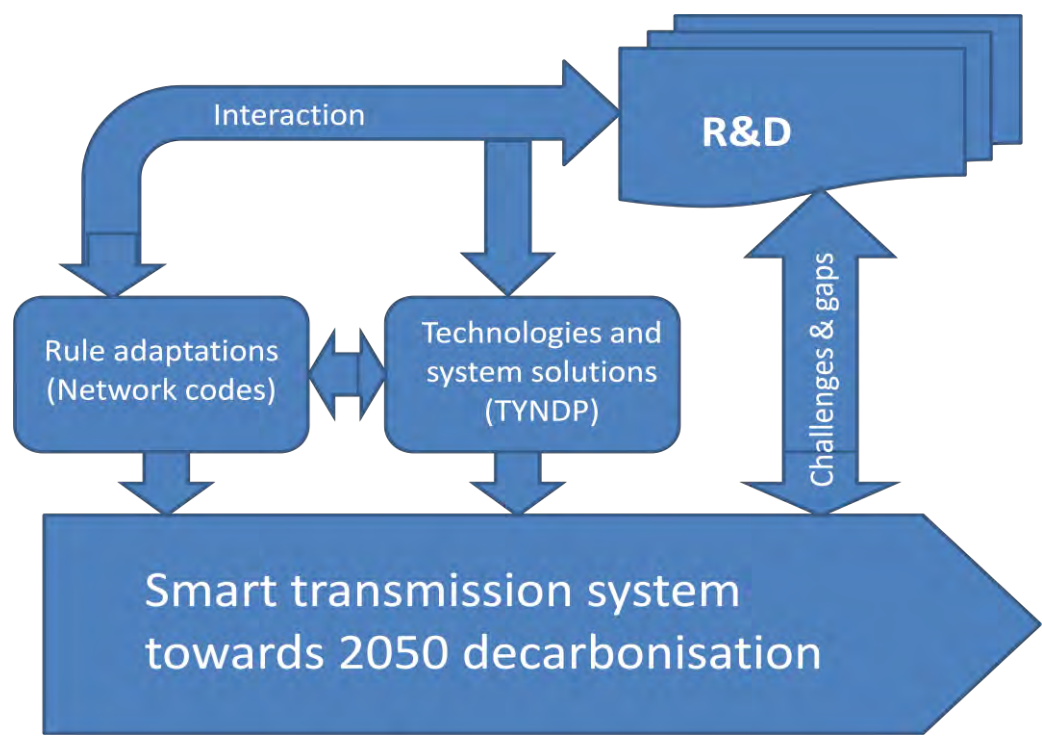 Interaction
R&D
Rule adaptations
(Network codes)
Technologies and
system solutions
(TYNDP)
Challenges & gaps
Smart transmission system
towards 2050 decarbonisation